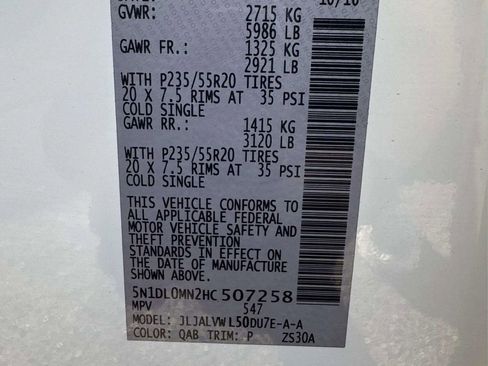 GVWR: 2715 KG
5986 LB
GAWR FR.: 1325 KG
2921 LB
WITH P235/55R20 TIRES
20 X 7.5 RIMS AT 35 PSI
COLD SINGLE
GAWR RR.: 1415 KG
3120 LB
WITH P235/55R20 TIRES
20 X 7.5 RIMS AT 35 PSI
COLD SINGLE
THIS VEHICLE CONFORMS TO
ALL APPLICABLE FEDERAL
MOTOR VEHICLE SAFETY AND
THEFT PREVENTION
STANDARDS IN EFFECT ON THE
DATE OF MANUFACTURE SHOWN
ABOVE.
5N1DL0MN2HC507258
MPV 547
MODEL: JLJALVWL50DU7E-A-A
COLOR: QAB TRIM: P ZS30A